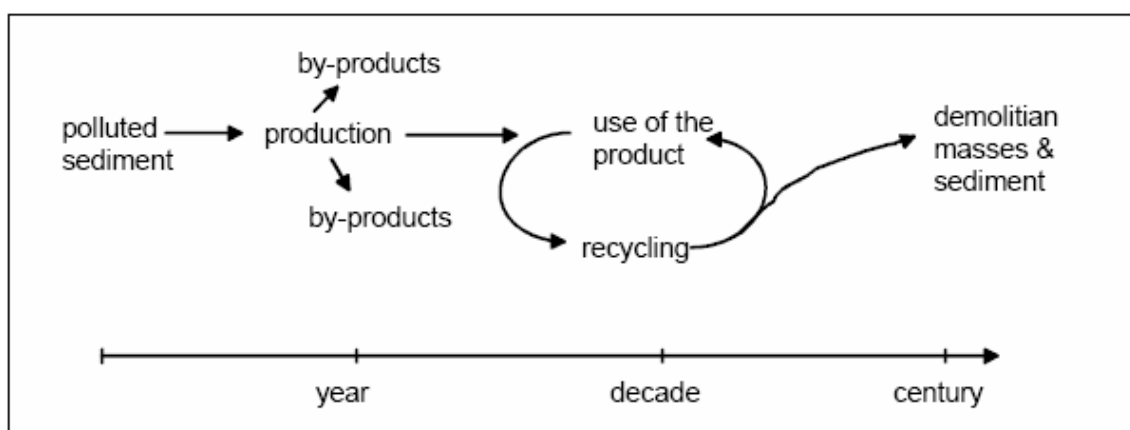 by-products
polluted
sediment
production
by-products
use of the
product
recycling
demolitian
masses &
sediment
year
decade
century